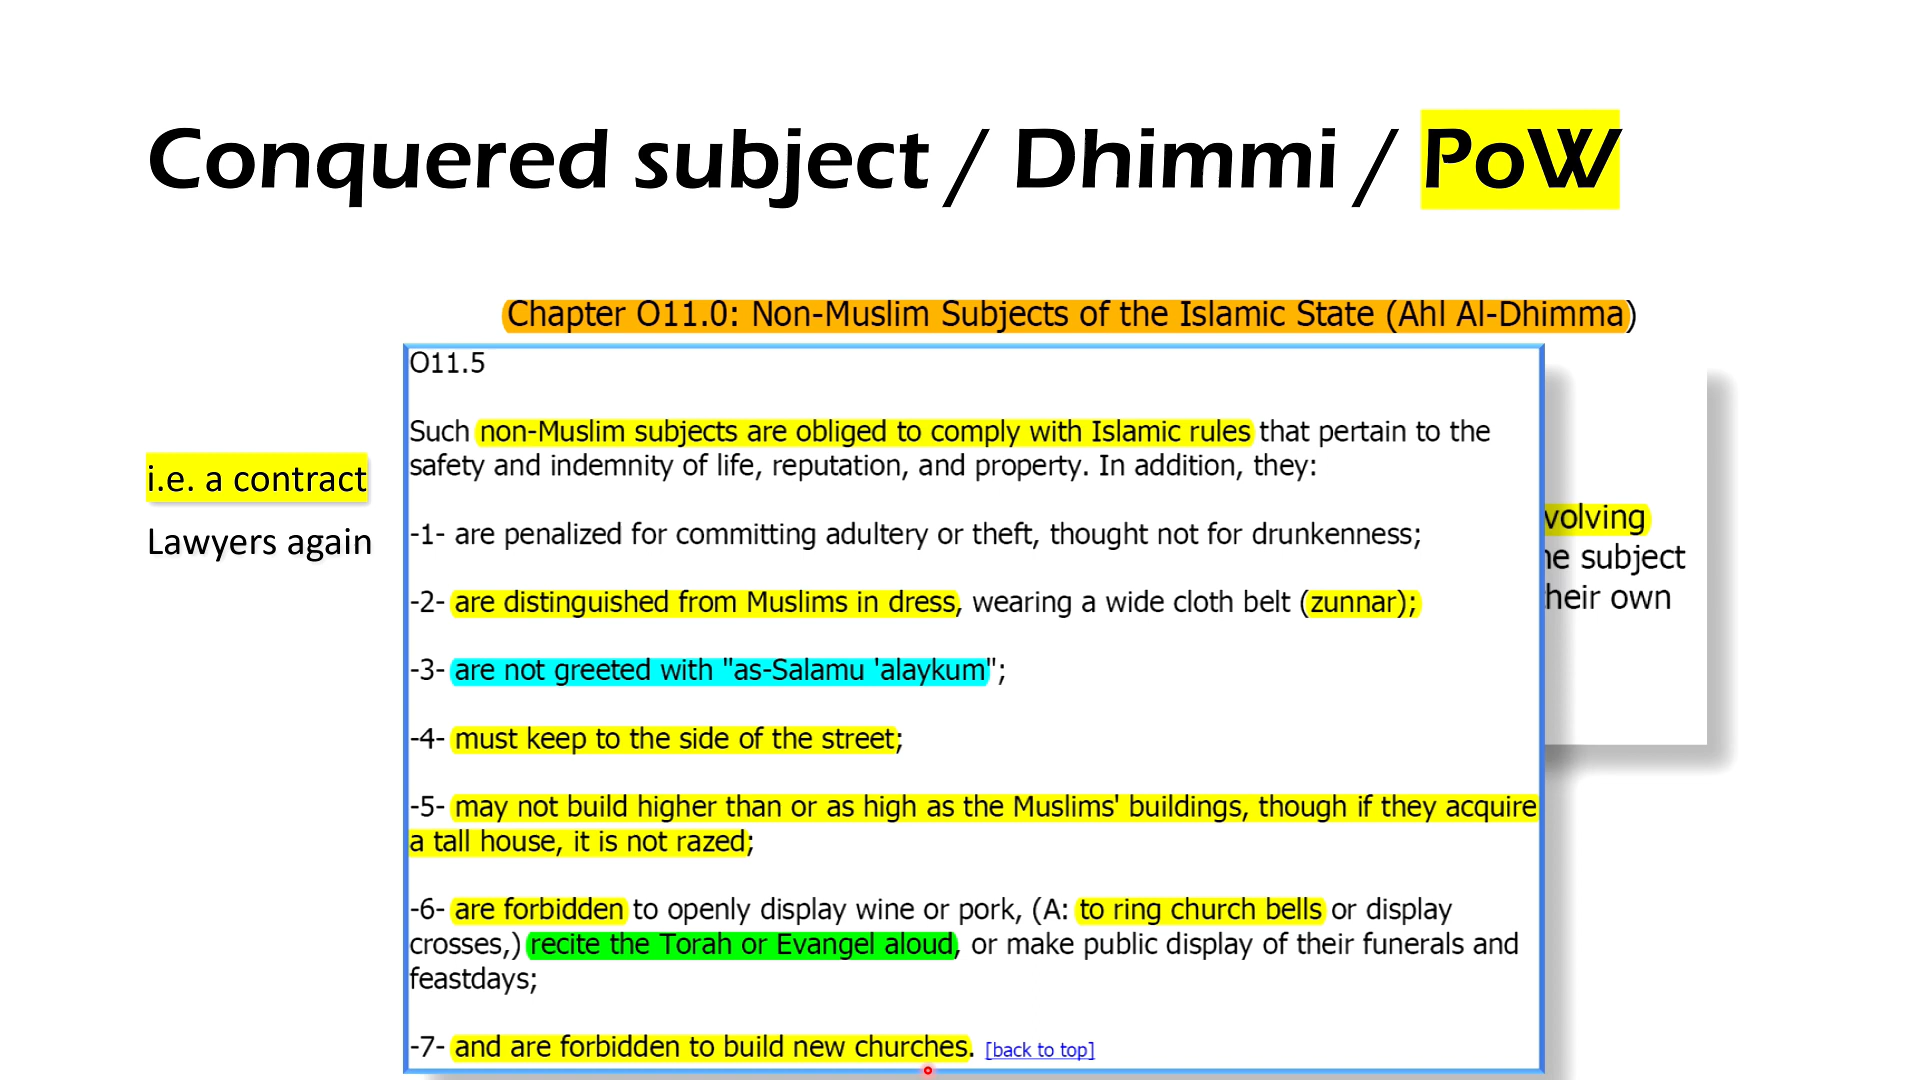 Conquered subject / Dhimmi / PoW
Chapter O11.0: Non-Muslim Subjects of the Islamic State (Ahl Al-Dhimma)
i.e. a contract
Lawyers again
O11.5
Such non-Muslim subjects are obliged to comply with Islamic rules that pertain to the
safety and indemnity of life, reputation, and property. In addition, they:
-1- are penalized for committing adultery or theft, thought not for drunkenness;
-2- are distinguished from Muslims in dress, wearing a wide cloth belt (zunnar);
-3- are not greeted with "as-Salamu 'alaykum";
-4- must keep to the side of the street;
-5- may not build higher than or as high as the Muslims' buildings, though if they acquire
a tall house, it is not razed;
-6- are forbidden to openly display wine or pork, (A: to ring church bells or display
crosses,) recite the Torah or Evangel aloud, or make public display of their funerals and
feastdays;
-7- and are forbidden to build new churches. [back to top]
volving
he subject
heir own